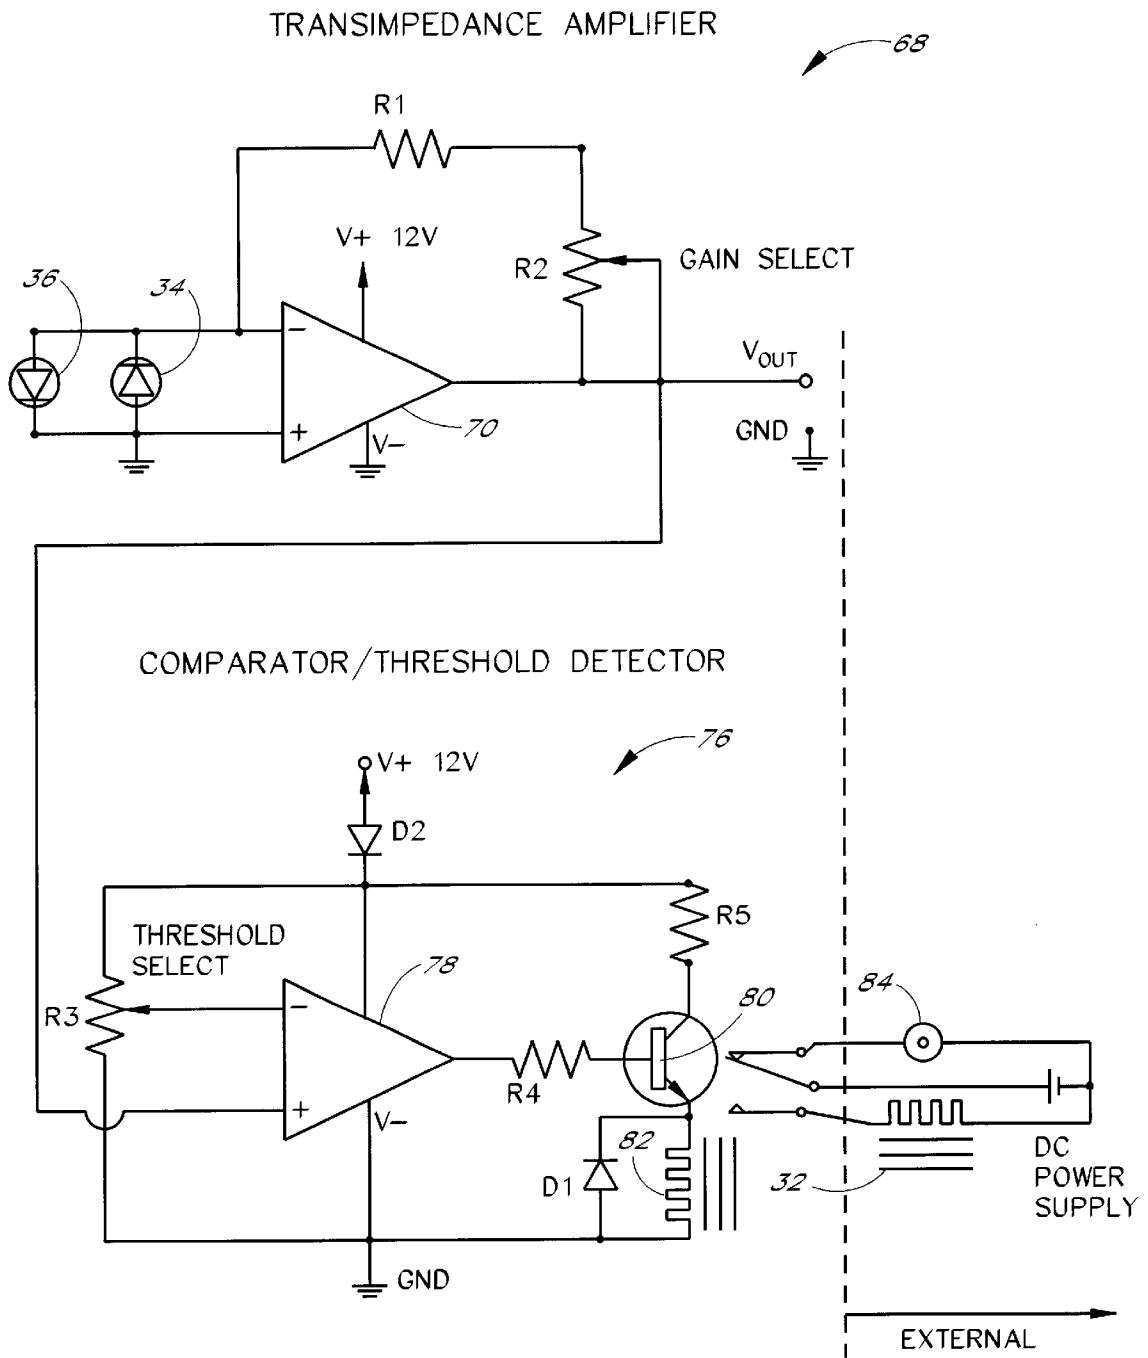 TRANSIMPEDANCE AMPLIFIER
68
R1
V+ 12V
R2
GAIN SELECT
36
34
−
+
V−
70
VOUT
GND
COMPARATOR/THRESHOLD DETECTOR
76
V+ 12V
D2
R5
THRESHOLD
SELECT
78
R3
−
+
V−
R4
80
84
D1
82
32
DC
POWER
SUPPLY
GND
EXTERNAL